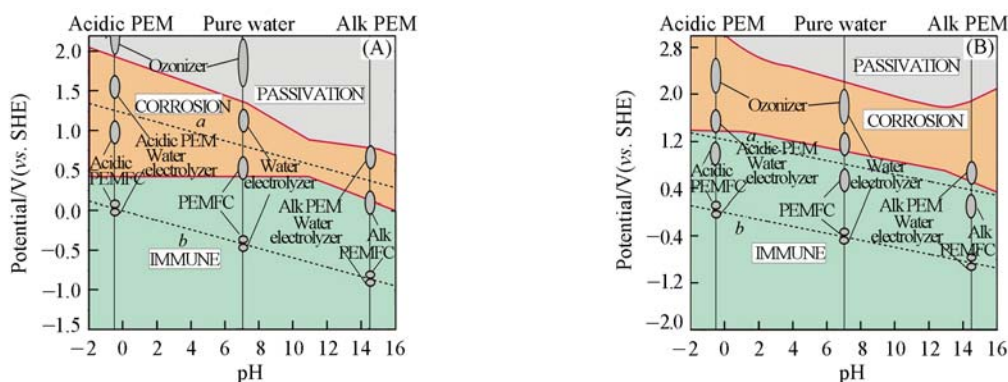 Acidic PEM Pure water Alk PEM
(A)
2.0
1.5
1.0
0.5
0.0
−0.5
−1.0
−1.5
Potential/V(vs. SHE)
Ozonizer
PASSIVATION
CORROSION
a
Acidic PEM
Water
electrolyzer
Acidic
PEMFC
Water
electrolyzer
PEMFC
Alk PEM
Water
electrolyzer
b
IMMUNE
Alk
PEMFC
−2 0 2 4 6 8 10 12 14 16
pH
Acidic PEM Pure water Alk PEM
(B)
2.8
2.0
1.2
0.4
−0.4
−1.2
−2.0
Potential/V(vs. SHE)
PASSIVATION
Ozonizer
CORROSION
a
Acidic PEM
Water
electrolyzer
Acidic
PEMFC
Water
electrolyzer
PEMFC
Alk PEM
Water
electrolyzer
b
IMMUNE
Alk
PEMFC
−2 0 2 4 6 8 10 12 14 16
pH